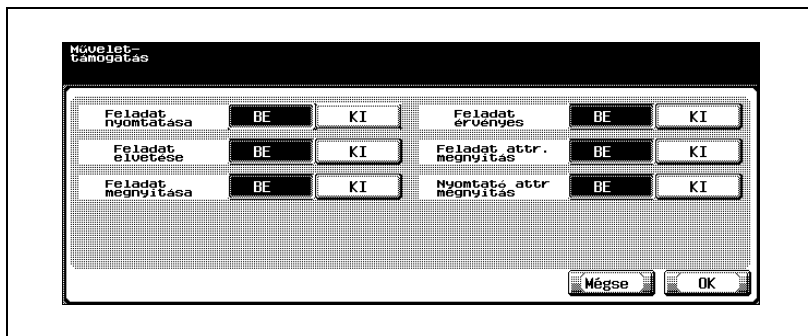 Művelet-
támogatás
Feladat
nyomtatása
BE
KI
Feladat
érvényes
BE
KI
Feladat
elvetése
BE
KI
Feladat attr.
megnyitás
BE
KI
Feladat
megnyitása
BE
KI
Nyomtató attr
megnyitás
BE
KI
Mégse
OK